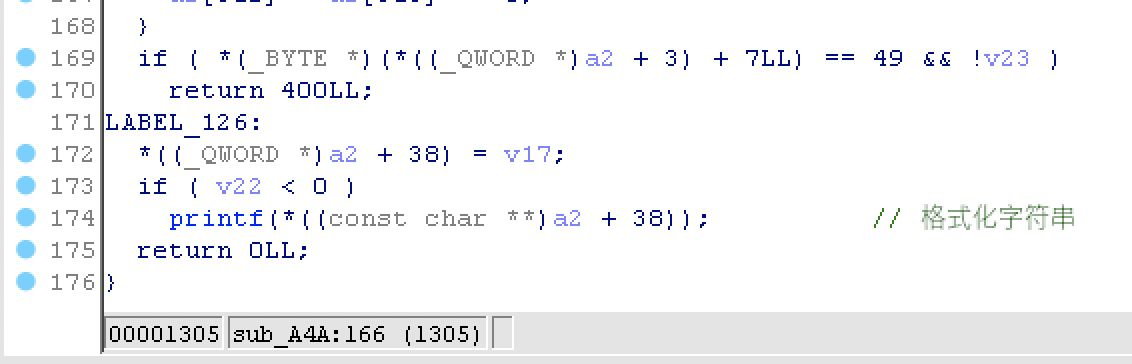 168 }
169 if ( *(_BYTE *)(*((_QWORD *)a2 + 3) + 7LL) == 49 && !v23 )
170 return 400LL;
171 LABEL_126:
172 *((_QWORD *)a2 + 38) = v17;
173 if ( v22 < 0 )
174 printf(*((const char **)a2 + 38)); // 格式化字符串
175 return 0LL;
176 }
00001305 sub_A4A:166 (1305)